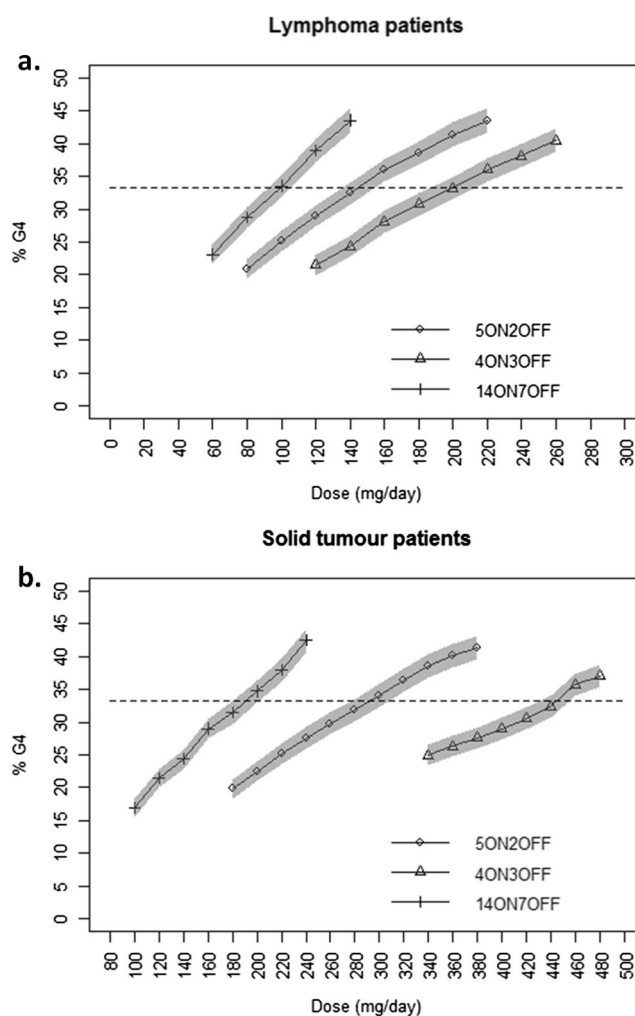 Lymphoma patients
a.
50
45
40
35
30
25
20
15
10
5
0
% G4
5ON2OFF
4ON3OFF
14ON7OFF
0 20 40 60 80 100 120 140 160 180 200 220 240 260 280 300
Dose (mg/day)
Solid tumour patients
b.
50
45
40
35
30
25
20
15
10
5
0
% G4
5ON2OFF
4ON3OFF
14ON7OFF
80 100 120 140 160 180 200 220 240 260 280 300 320 340 360 380 400 420 440 460 480 500
Dose (mg/day)